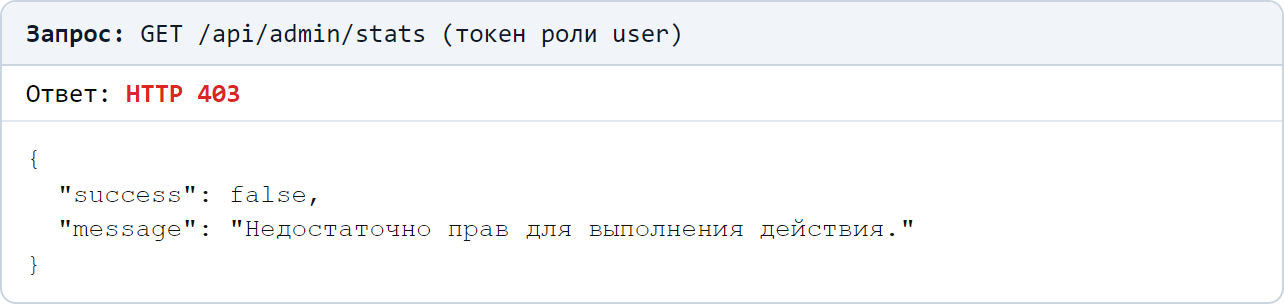 Запрос: GET /api/admin/stats (токен роли user)
Ответ: HTTP 403
{
  "success": false,
  "message": "Недостаточно прав для выполнения действия."
}